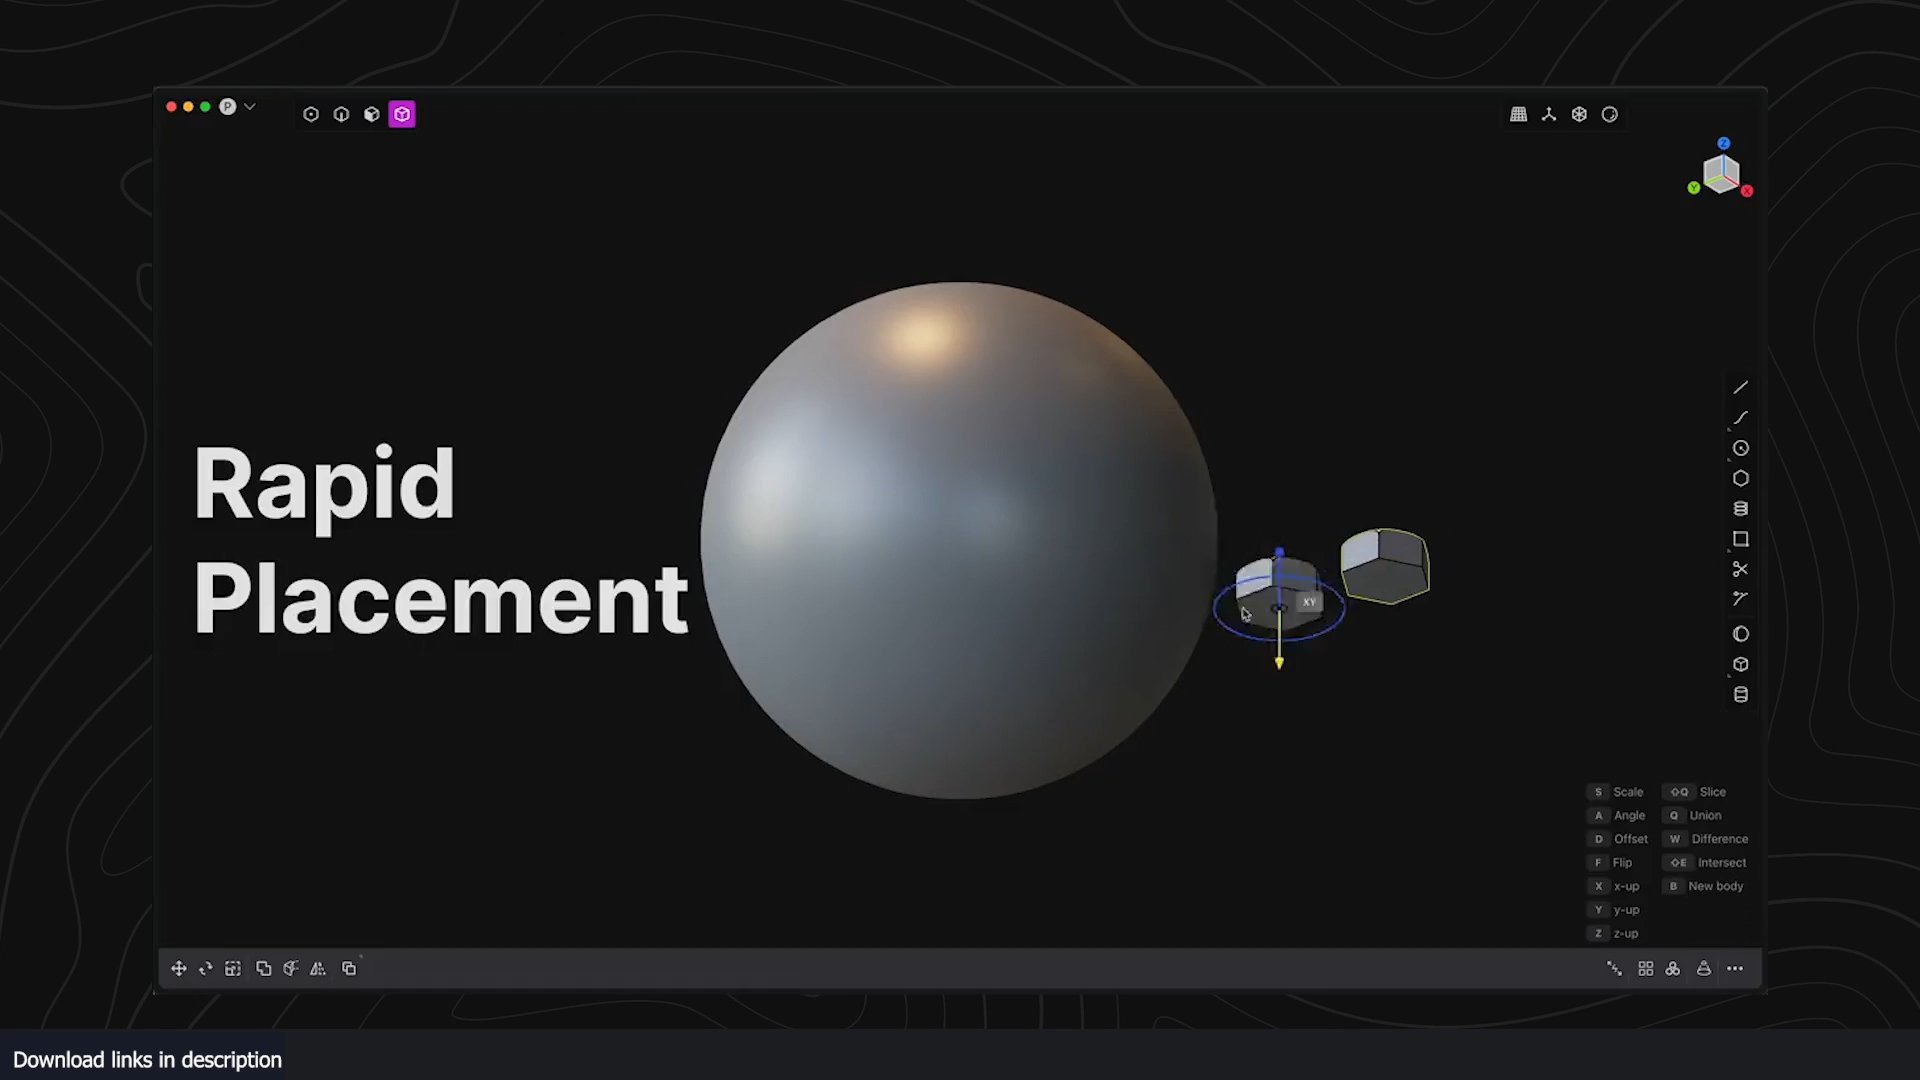 P
Z
Y
X
Rapid
Placement
XY
S Scale
Q Slice
A Angle
Q Union
D Offset
W Difference
F Flip
E Intersect
X x-up
B New body
Y y-up
Z z-up
Download links in description